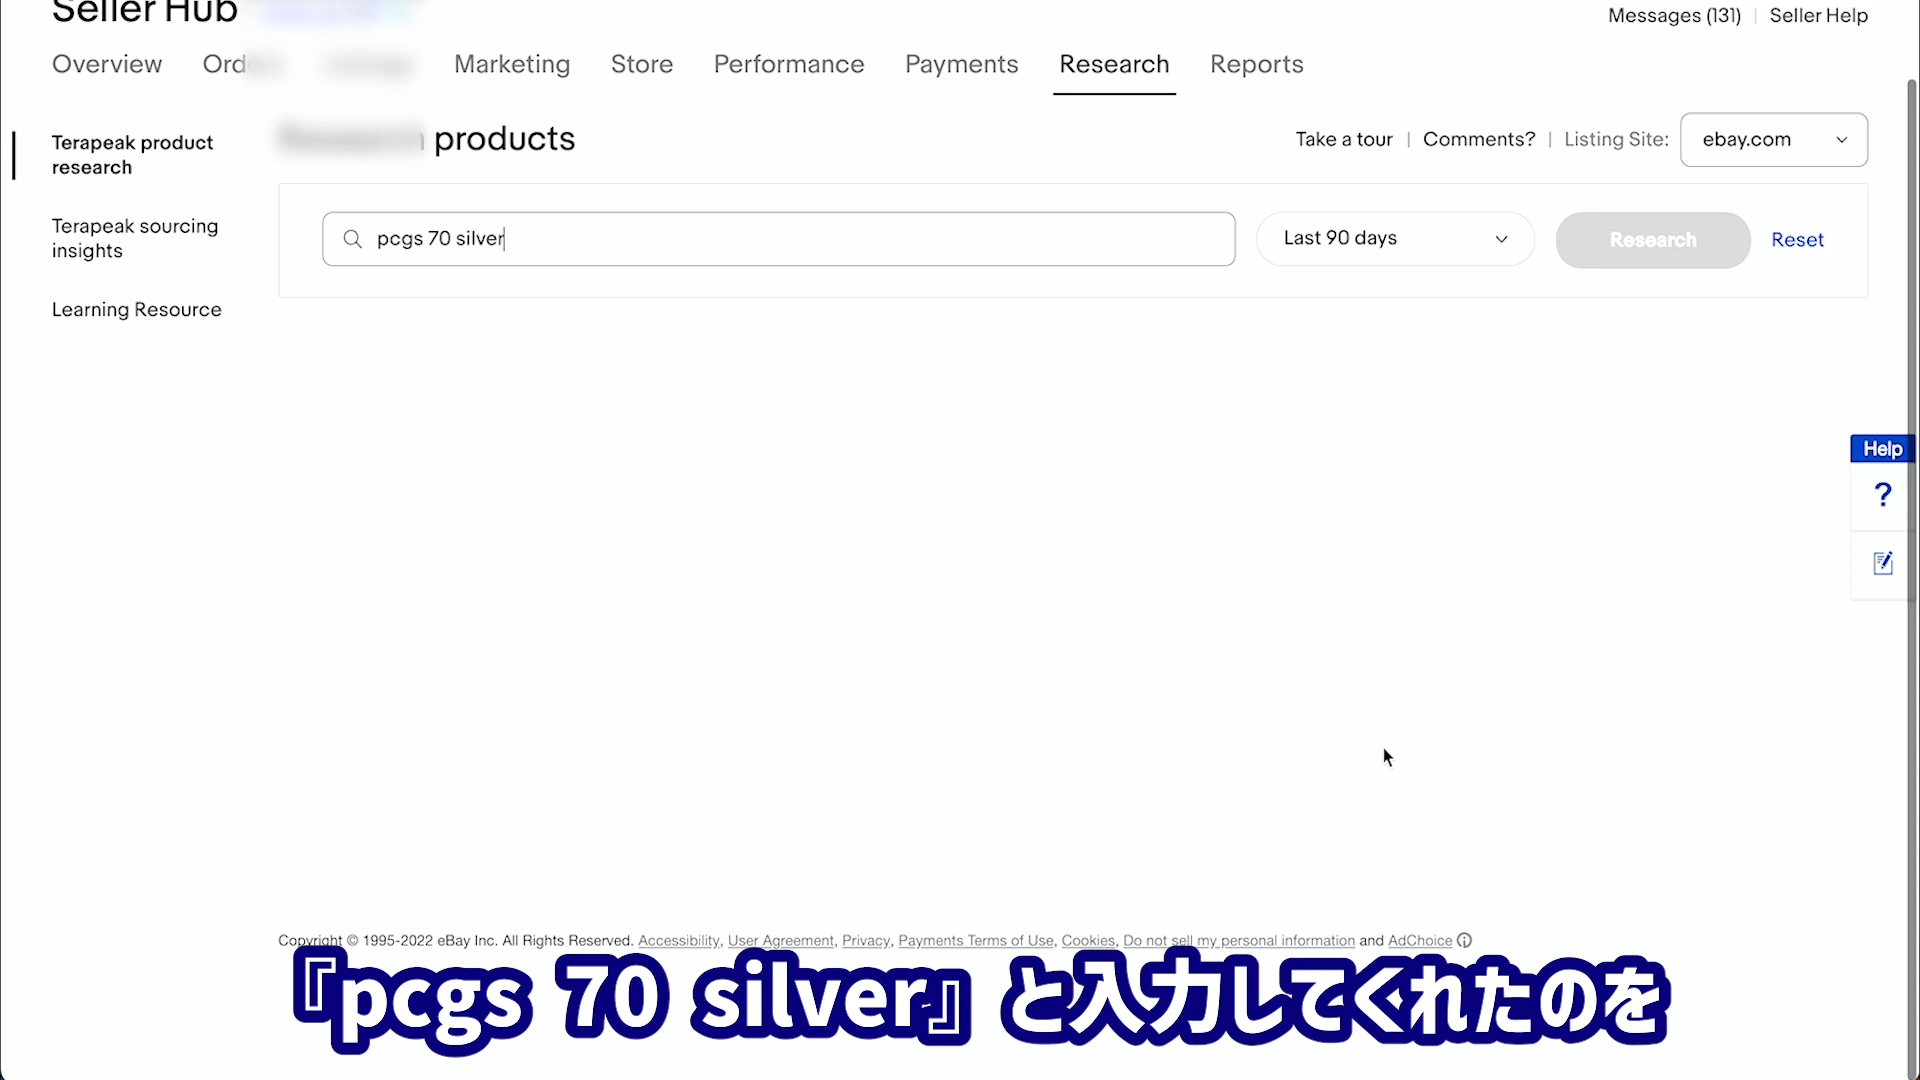 Seller Hub
Messages (131) | Seller Help
Overview Marketing Store Performance Payments Research Reports
Terapeak product
research
Terapeak sourcing
insights
Learning Resource
products
Take a tour | Comments? | Listing Site: ebay.com
pcgs 70 silver
Last 90 days
Research
Reset
Help
?
Copyright © 1995-2022 eBay Inc. All Rights Reserved. Accessibility, User Agreement, Privacy, Payments Terms of Use, Cookies, Do not sell my personal information and AdChoice
『pcgs 70 silver』と入力してくれたのを